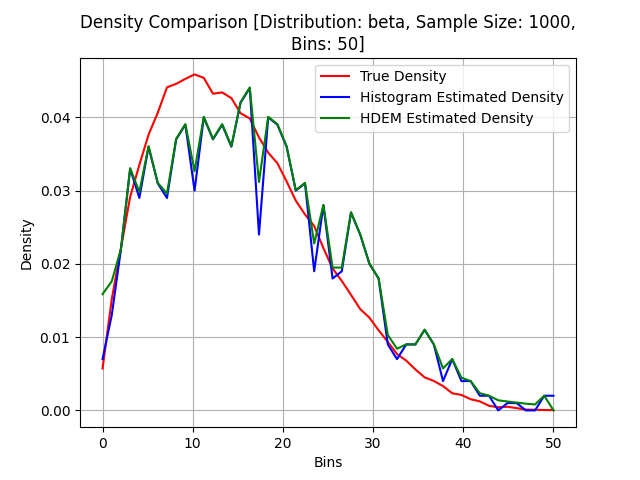 Density Comparison [Distribution: beta, Sample Size: 1000,
Bins: 50]
True Density
Histogram Estimated Density
HDEM Estimated Density
Density
0.04
0.03
0.02
0.01
0.00
0 10 20 30 40 50
Bins